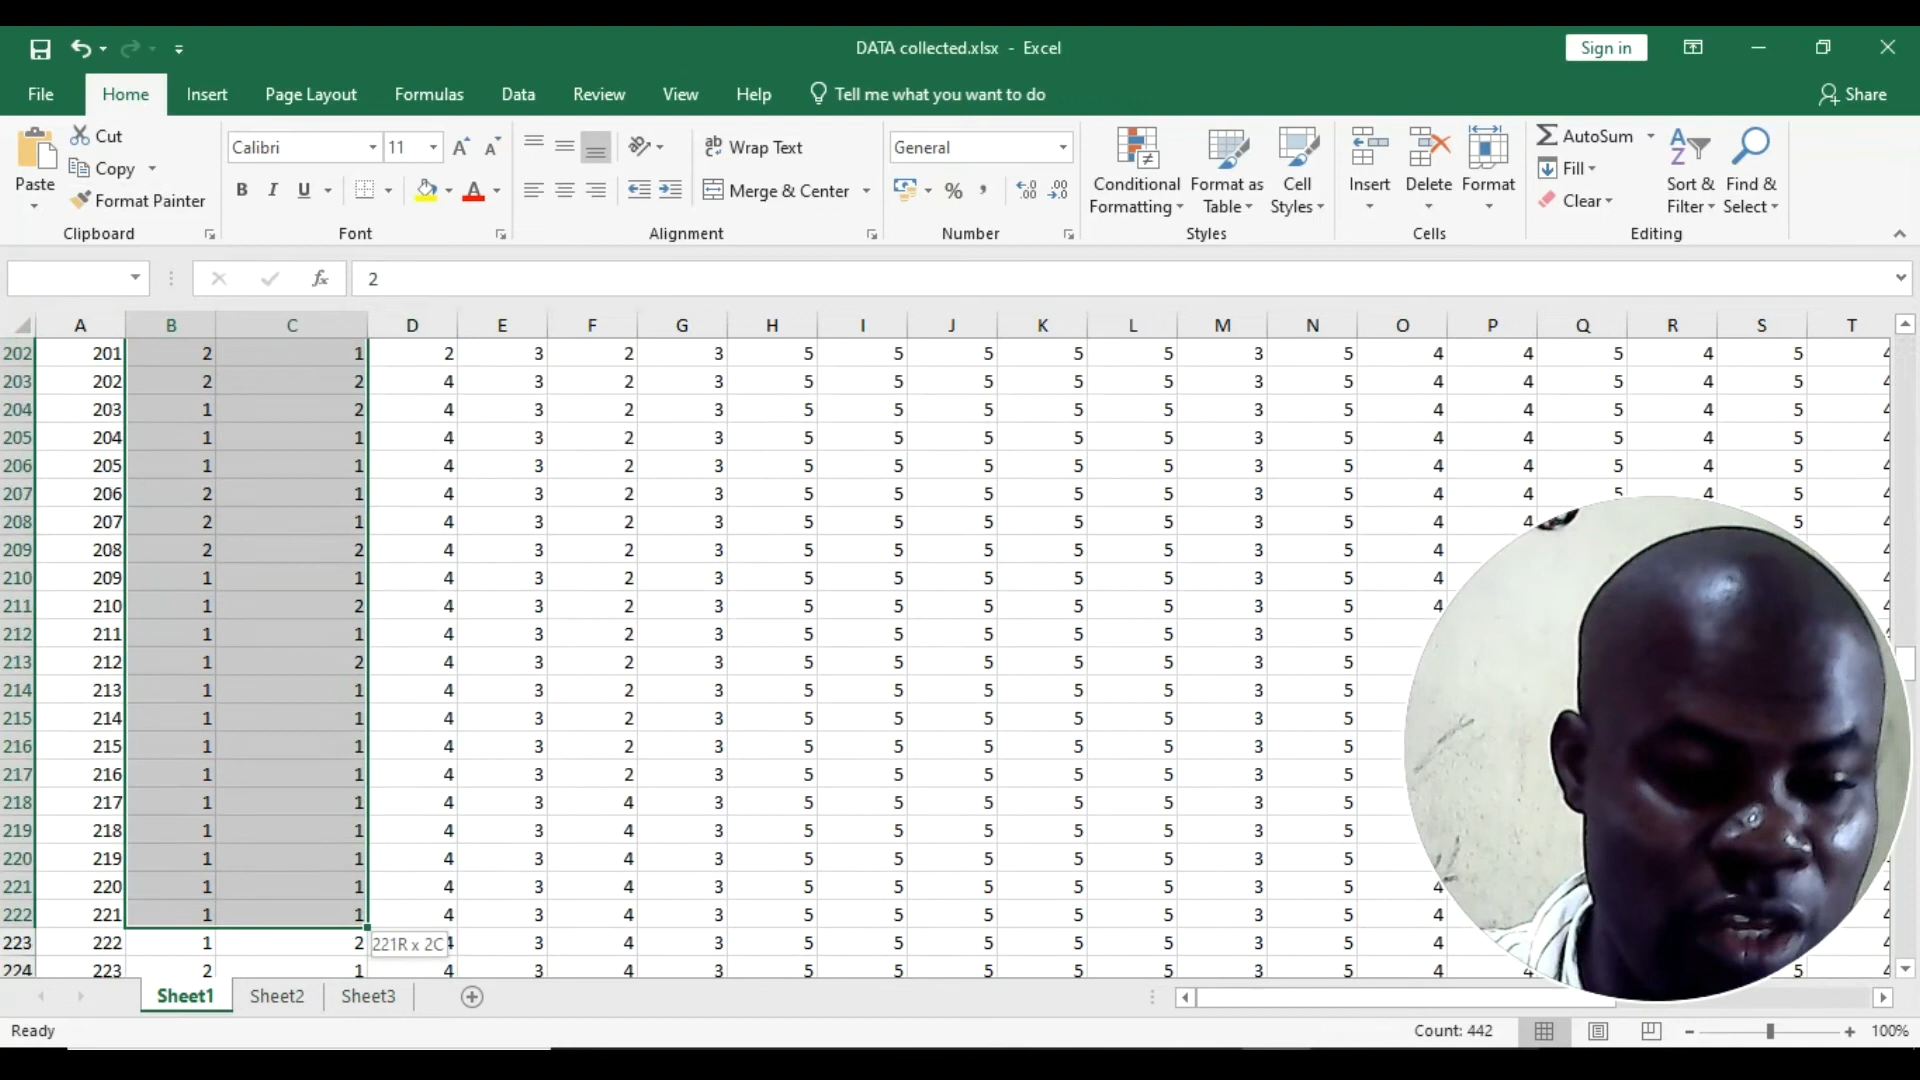 DATA collected.xlsx - Excel
Sign in
File Home Insert Page Layout Formulas Data Review View Help Tell me what you want to do Share
Paste Cut Copy Format Painter Clipboard
Calibri 11 B I U Font
Wrap Text Merge & Center Alignment
General % , Number
Conditional Formatting Format as Table Cell Styles Styles
Insert Delete Format Cells
AutoSum Fill Clear Sort & Filter Find & Select Editing
fx 2
A B C D E F G H I J K L M N O P Q R S T
202 201 2 1 2 3 2 3 5 5 5 5 5 3 5 4 4 5 4 5
203 202 2 2 4 3 2 3 5 5 5 5 5 3 5 4 4 5 4 5
204 203 1 2 4 3 2 3 5 5 5 5 5 3 5 4 4 5 4 5
205 204 1 1 4 3 2 3 5 5 5 5 5 3 5 4 4 5 4 5
206 205 1 1 4 3 2 3 5 5 5 5 5 3 5 4 4 5 4 5
207 206 2 1 4 3 2 3 5 5 5 5 5 3 5 4 4 5 4 5
208 207 2 1 4 3 2 3 5 5 5 5 5 3 5 4 4 5
209 208 2 2 4 3 2 3 5 5 5 5 5 3 5 4
210 209 1 1 4 3 2 3 5 5 5 5 5 3 5 4
211 210 1 2 4 3 2 3 5 5 5 5 5 3 5 4
212 211 1 1 4 3 2 3 5 5 5 5 5 3 5
213 212 1 2 4 3 2 3 5 5 5 5 5 3 5
214 213 1 1 4 3 2 3 5 5 5 5 5 3 5
215 214 1 1 4 3 2 3 5 5 5 5 5 3 5
216 215 1 1 4 3 2 3 5 5 5 5 5 3 5
217 216 1 1 4 3 2 3 5 5 5 5 5 3 5
218 217 1 1 4 3 4 3 5 5 5 5 5 3 5
219 218 1 1 4 3 4 3 5 5 5 5 5 3 5
220 219 1 1 4 3 4 3 5 5 5 5 5 3 5
221 220 1 1 4 3 4 3 5 5 5 5 5 3 5 4
222 221 1 1 4 3 4 3 5 5 5 5 5 3 5 4
223 222 1 2 221R x 2C 3 4 3 5 5 5 5 5 3 5 4
224 223 2 1 4 3 4 3 5 5 5 5 5 3 5 4 5
Sheet1 Sheet2 Sheet3
Ready Count: 442 100%